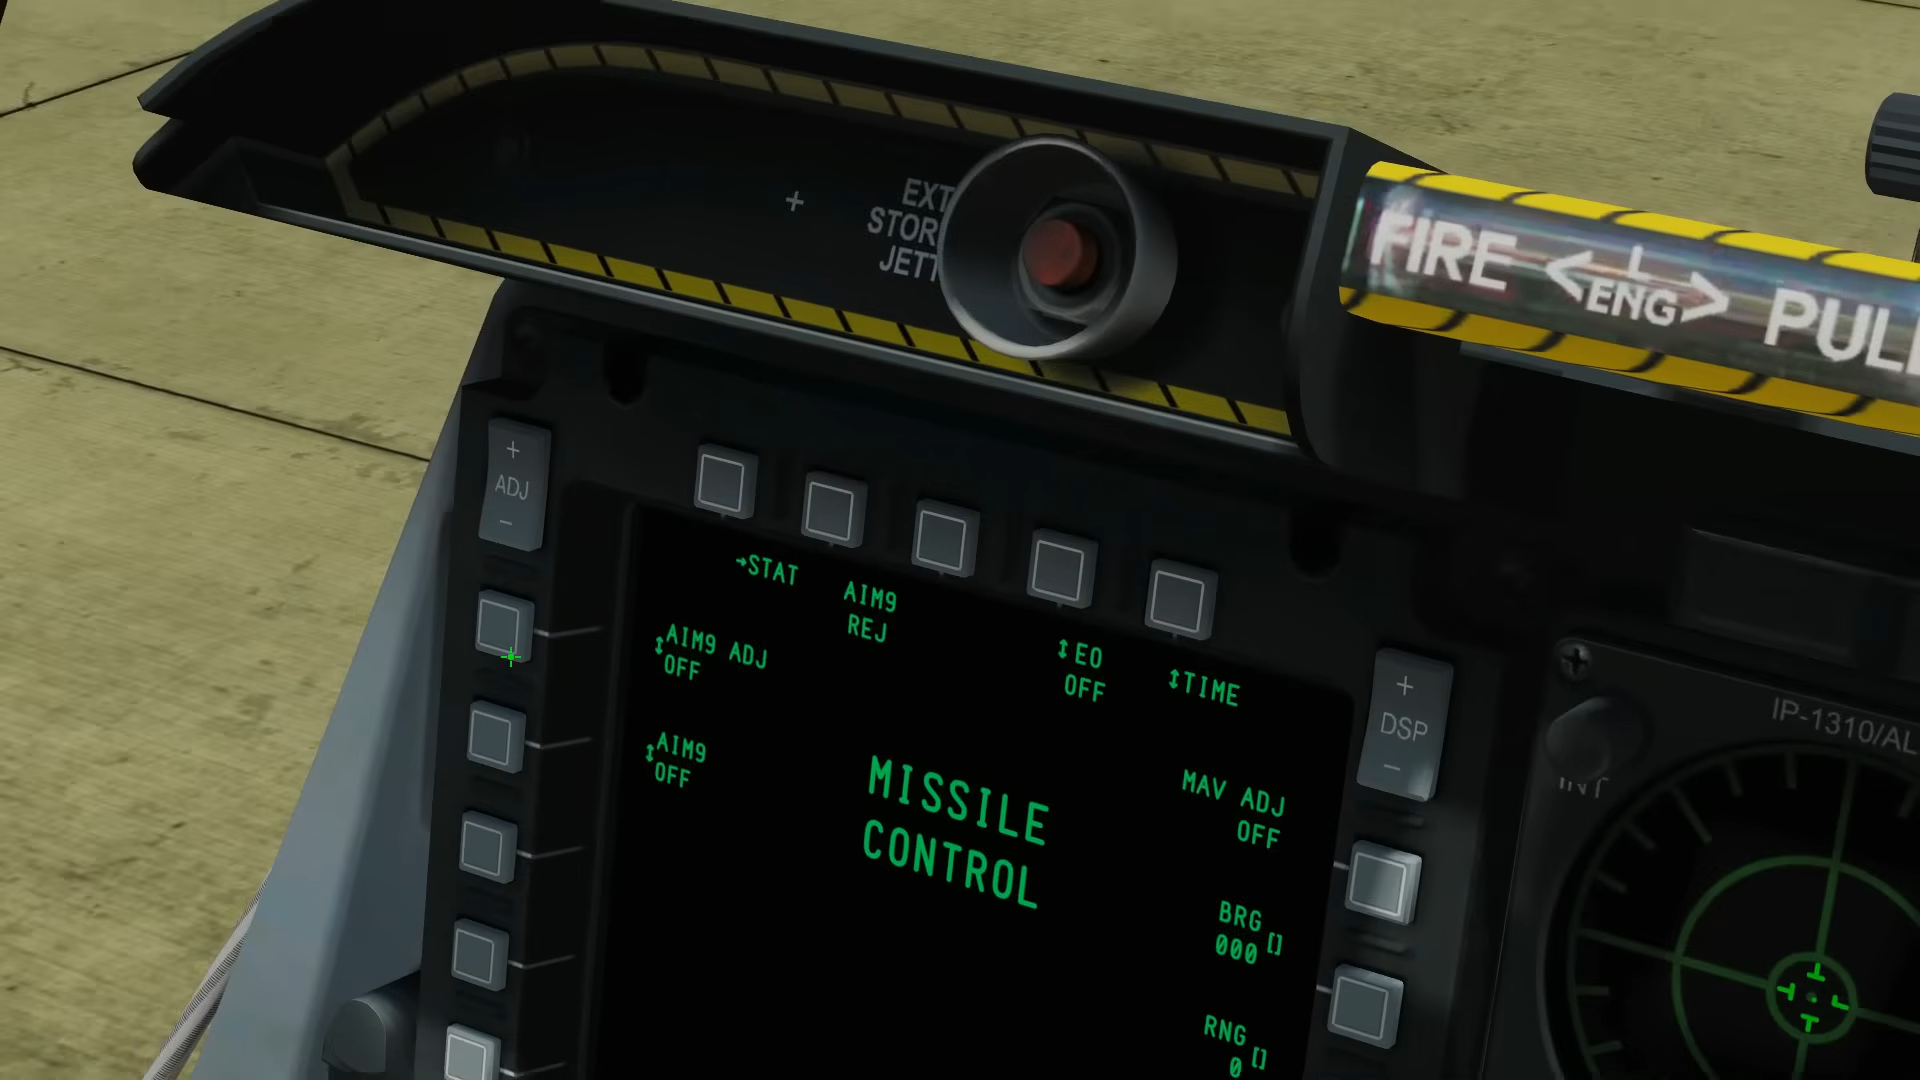 EXT
STOR
JETT
FIRE < L > PULL
ENG
+
ADJ
-
→STAT
AIM9
REJ
↕EO
OFF
↕TIME
↕AIM9 ADJ
OFF
↕AIM9
OFF
MISSILE
CONTROL
MAV ADJ
OFF
BRG []
000
RNG []
0
+
DSP
-
IP-1310/AL
INT